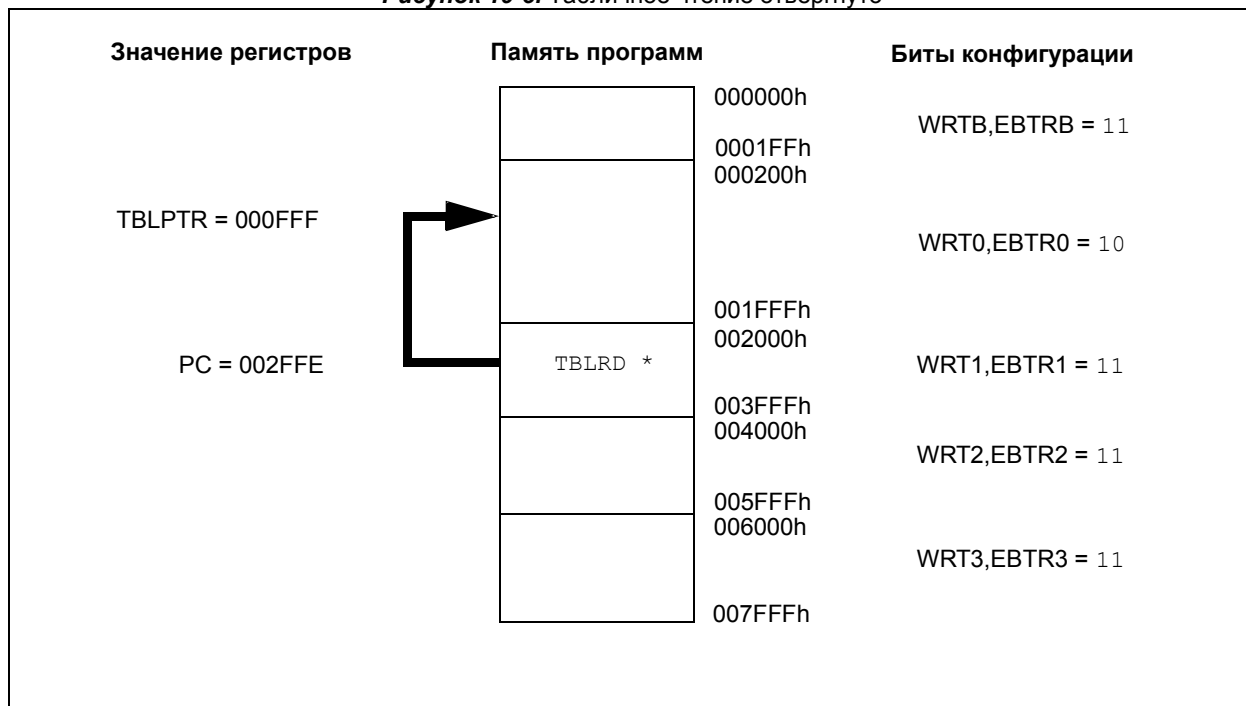 Значение регистров
Память программ
Биты конфигурации
000000h
WRTB,EBTRB = 11
0001FFh
000200h
TBLPTR = 000FFF
WRT0,EBTR0 = 10
001FFFh
002000h
PC = 002FFE
TBLRD *
WRT1,EBTR1 = 11
003FFFh
004000h
WRT2,EBTR2 = 11
005FFFh
006000h
WRT3,EBTR3 = 11
007FFFh